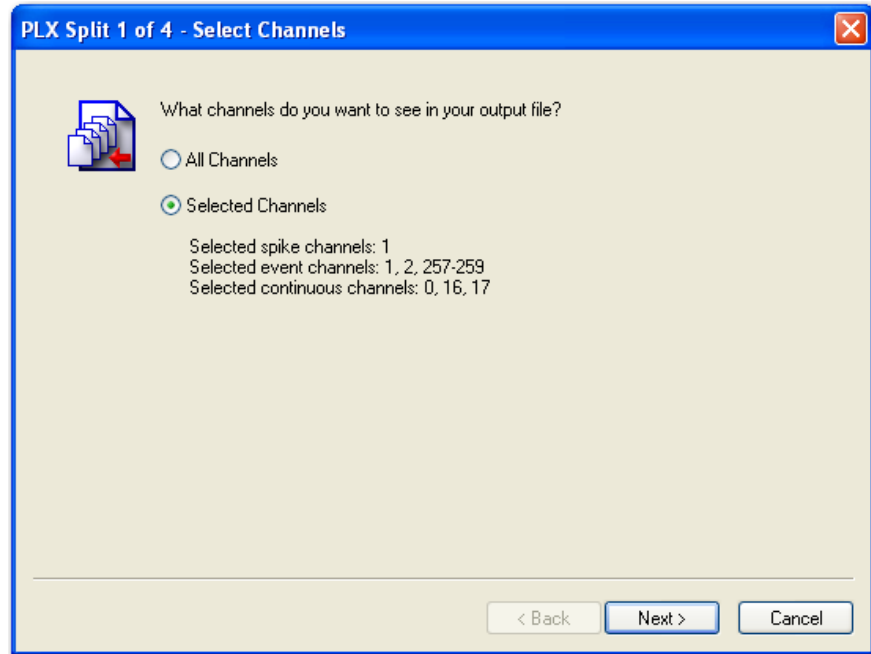 PLX Split 1 of 4 - Select Channels
What channels do you want to see in your output file?
All Channels
Selected Channels
Selected spike channels: 1
Selected event channels: 1, 2, 257-259
Selected continuous channels: 0, 16, 17
< Back Next > Cancel